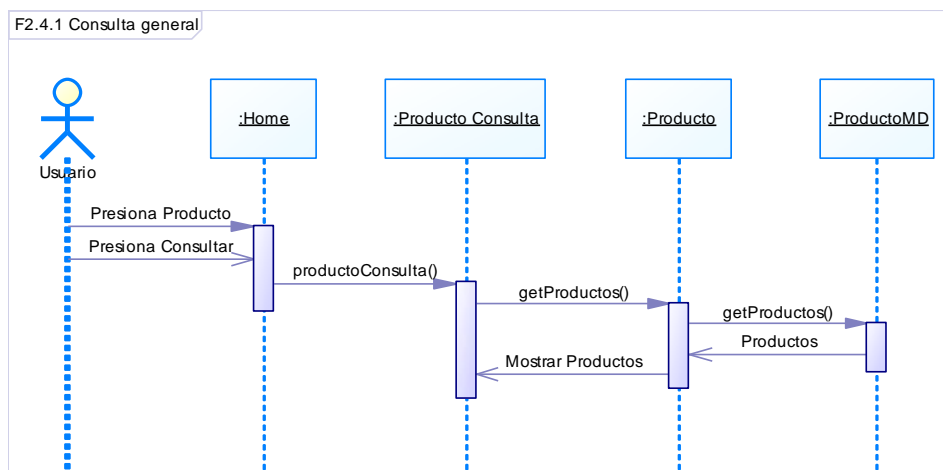 F2.4.1 Consulta general
:Home
:Producto Consulta
:Producto
:ProductoMD
Usuario
Presiona Producto
Presiona Consultar
productoConsulta()
getProductos()
getProductos()
Productos
Mostrar Productos